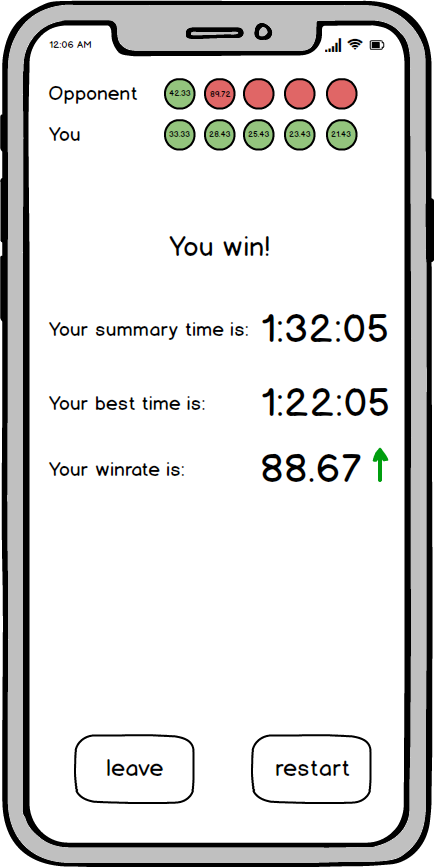 12:06 AM
Opponent 42.33 89.72
You 33.33 28.43 25.43 23.43 21.43
You win!
Your summary time is: 1:32:05
Your best time is: 1:22:05
Your winrate is: 88.67
leave restart